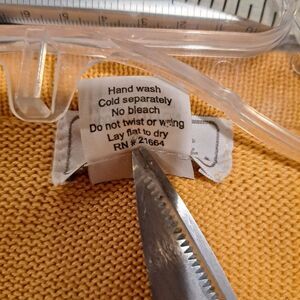 Hand wash
Cold separately
No bleach
Do not twist or wring
Lay flat to dry
RN # 21664